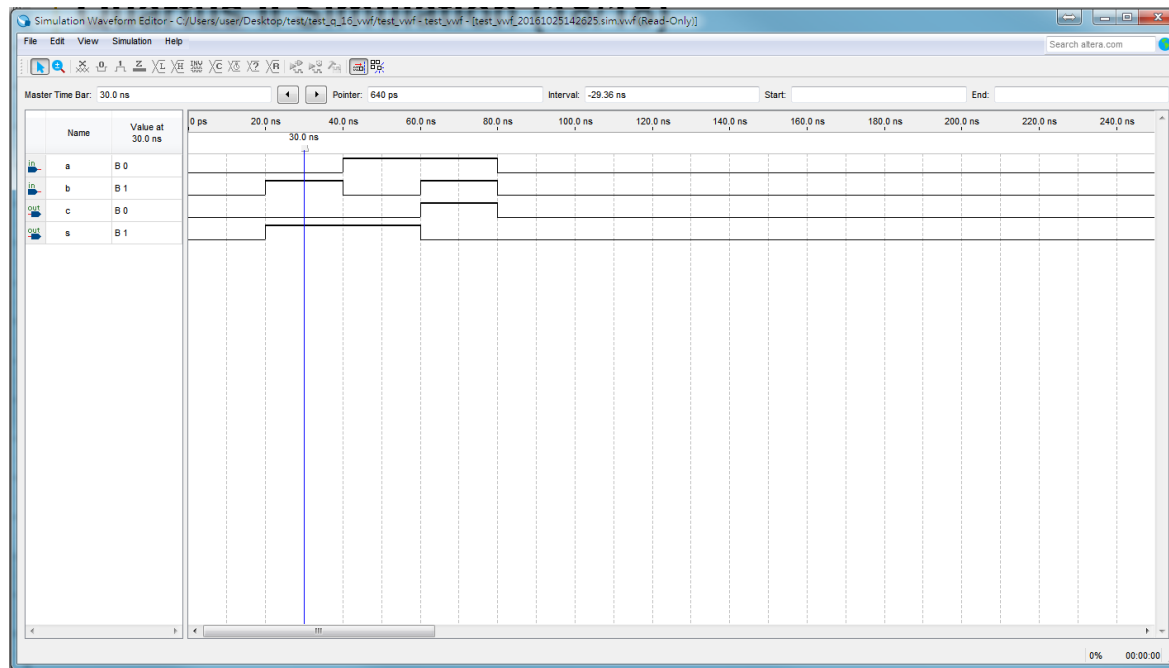 Simulation Waveform Editor - C:/Users/user/Desktop/test/test_q_16_vwf/test_vwf - test_vwf - [test_vwf_20161025142625.sim.vwf (Read-Only)]
File Edit View Simulation Help
Search altera.com
Master Time Bar: 30.0 ns
Pointer: 640 ps
Interval: -29.36 ns
Start:
End:
Name
Value at
30.0 ns
0 ps 20.0 ns 40.0 ns 60.0 ns 80.0 ns 100.0 ns 120.0 ns 140.0 ns 160.0 ns 180.0 ns 200.0 ns 220.0 ns 240.0 ns
30.0 ns
in a B 0
in b B 1
out c B 0
out s B 1
0% 00:00:00